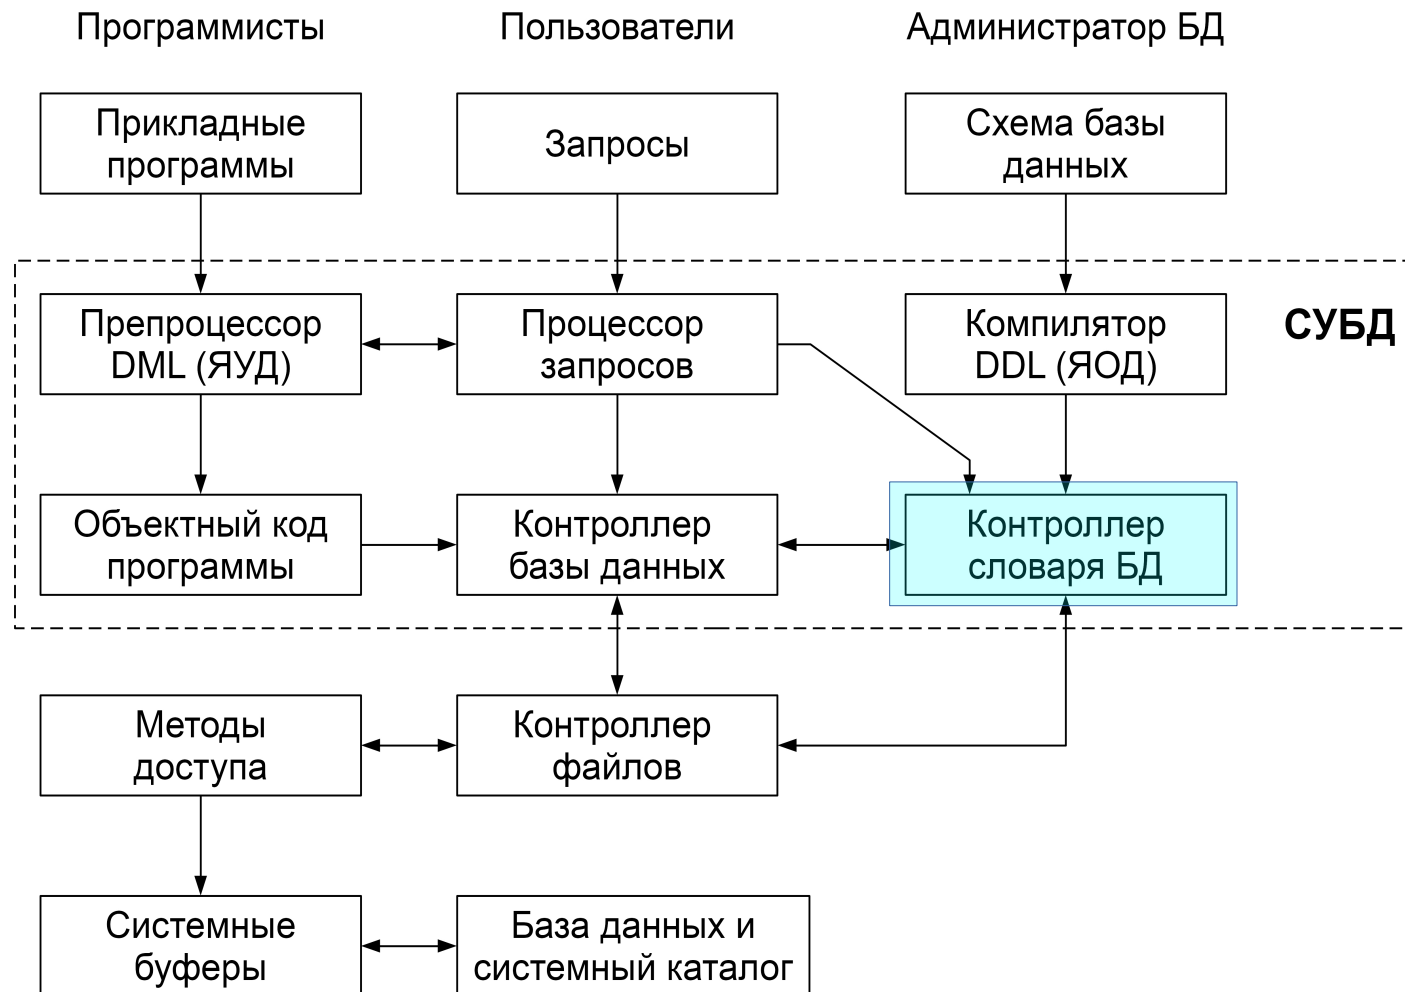 Программисты
Пользователи
Администратор БД
Прикладные
программы
Запросы
Схема базы
данных
Препроцессор
DML (ЯУД)
Процессор
запросов
Компилятор
DDL (ЯОД)
СУБД
Объектный код
программы
Контроллер
базы данных
Контроллер
словаря БД
Методы
доступа
Контроллер
файлов
Системные
буферы
База данных и
системный каталог